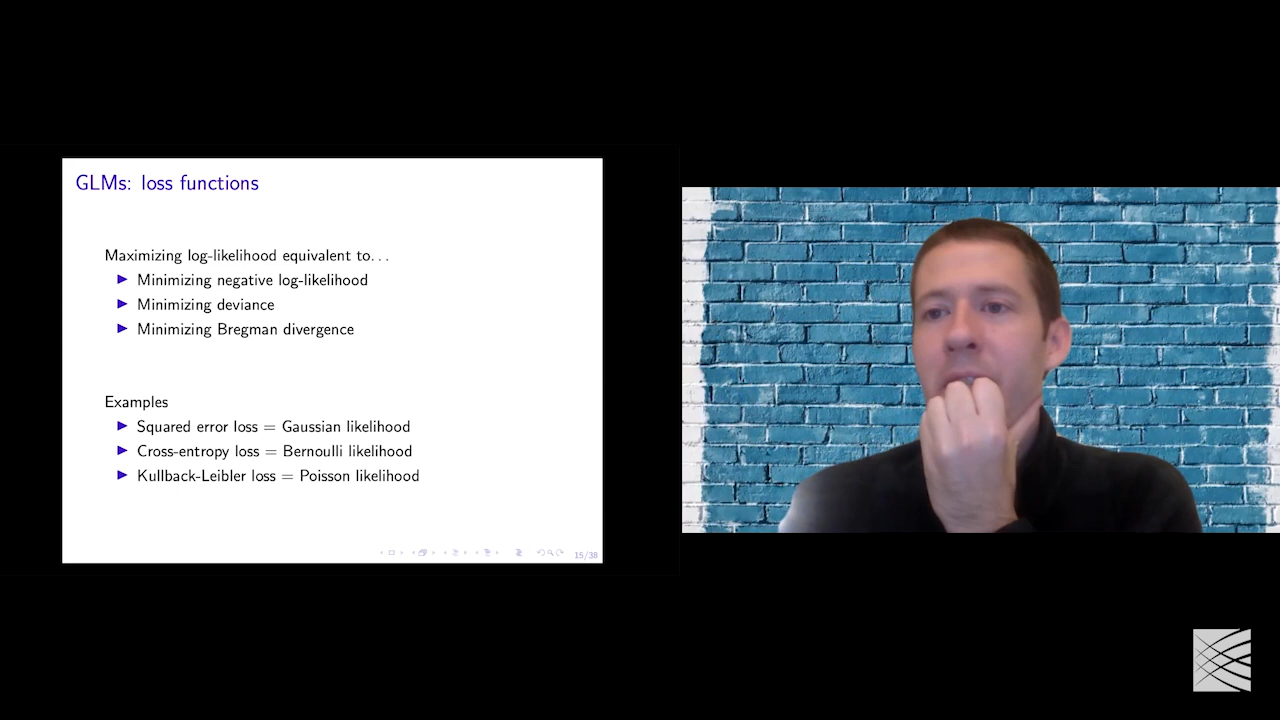 GLMs: loss functions
Maximizing log-likelihood equivalent to...
Minimizing negative log-likelihood
Minimizing deviance
Minimizing Bregman divergence
Examples
Squared error loss = Gaussian likelihood
Cross-entropy loss = Bernoulli likelihood
Kullback-Leibler loss = Poisson likelihood
15/38